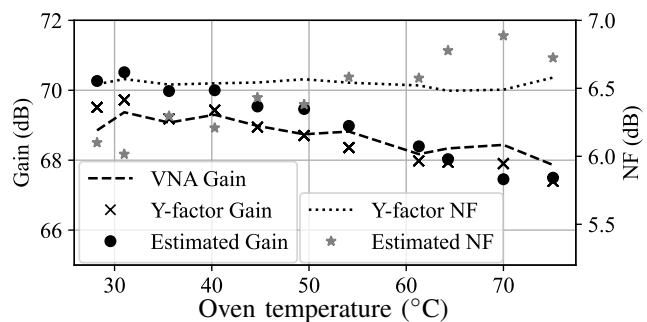 72
70
68
66
Gain (dB)
7.0
6.5
6.0
5.5
NF (dB)
VNA Gain
Y-factor Gain
Estimated Gain
Y-factor NF
Estimated NF
30 40 50 60 70
Oven temperature (°C)